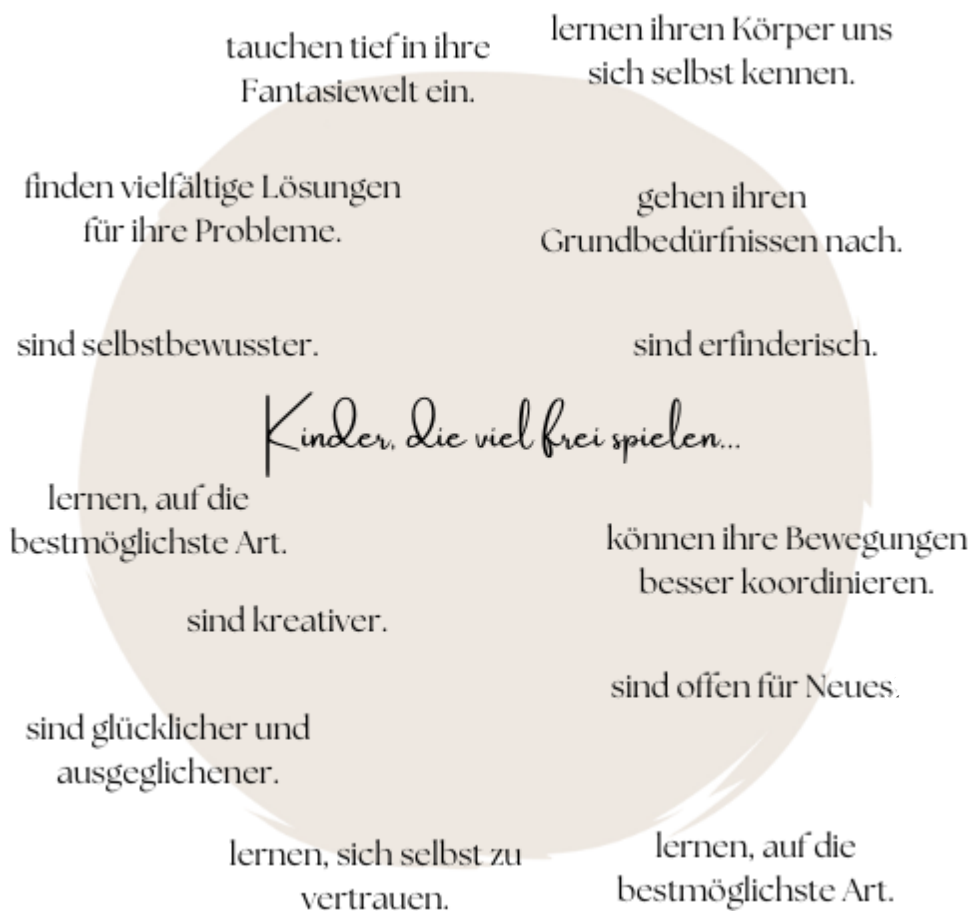 tauchen tief in ihre
Fantasiewelt ein.
lernen ihren Körper uns
sich selbst kennen.
finden vielfältige Lösungen
für ihre Probleme.
gehen ihren
Grundbedürfnissen nach.
sind selbstbewusster.
sind erfinderisch.
Kinder, die viel frei spielen...
lernen, auf die
bestmöglichste Art.
können ihre Bewegungen
besser koordinieren.
sind kreativer.
sind offen für Neues.
sind glücklicher und
ausgeglichener.
lernen, sich selbst zu
vertrauen.
lernen, auf die
bestmöglichste Art.